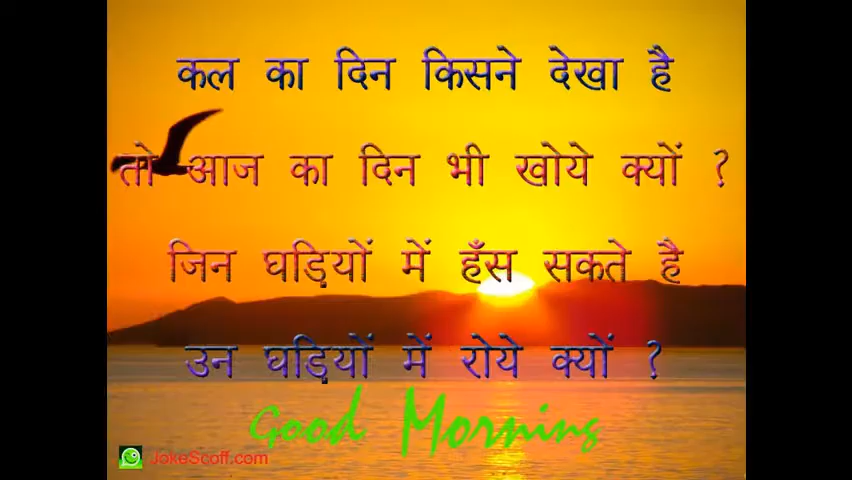 कल का दिन किसने देखा है
तो आज का दिन भी खोये क्यों ?
जिन घड़ियों में हँस सकते है
उन घड़ियों में रोये क्यों ?
Good Morning
JokeScoff.com